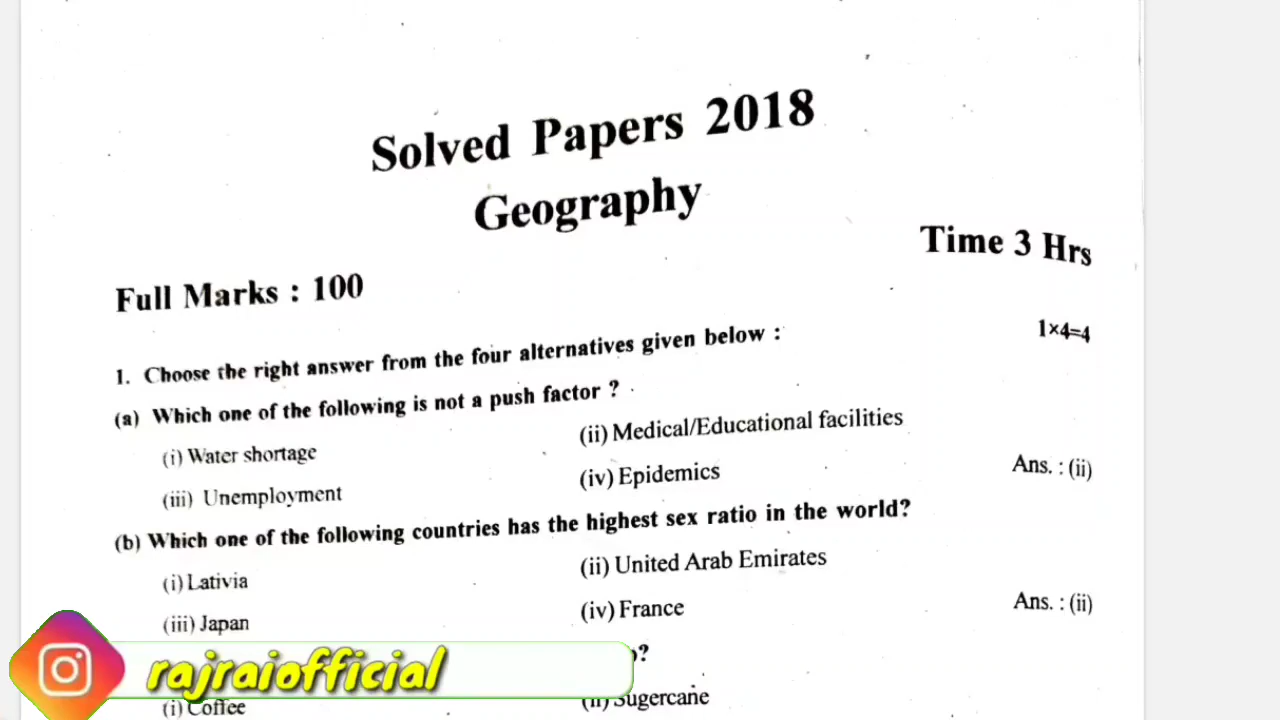 Solved Papers 2018
Geography
Time 3 Hrs
Full Marks : 100
1. Choose the right answer from the four alternatives given below : 1×4=4
(a) Which one of the following is not a push factor ?
(i) Water shortage (ii) Medical/Educational facilities
(iii) Unemployment (iv) Epidemics Ans. : (ii)
(b) Which one of the following countries has the highest sex ratio in the world?
(i) Lativia (ii) United Arab Emirates
(iii) Japan (iv) France Ans. : (ii)
?
rajraiofficial
(i) Coffee (ii) Sugercane